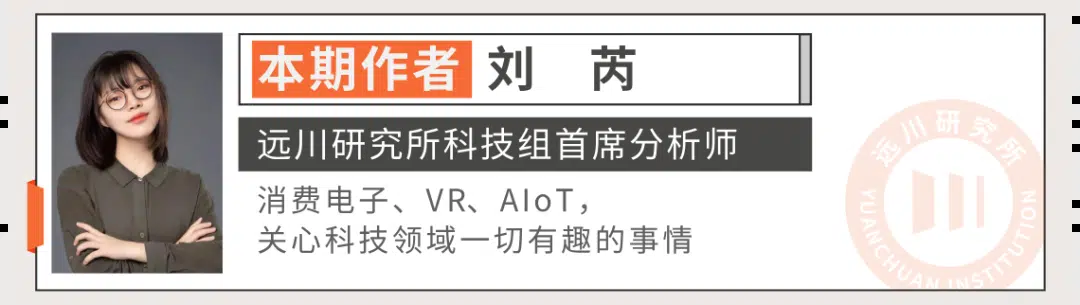 本期作者 刘 芮
远川研究所科技组首席分析师
消费电子、VR、AIoT，
关心科技领域一切有趣的事情
远川研究所
YUANCHUAN INSTITUTION